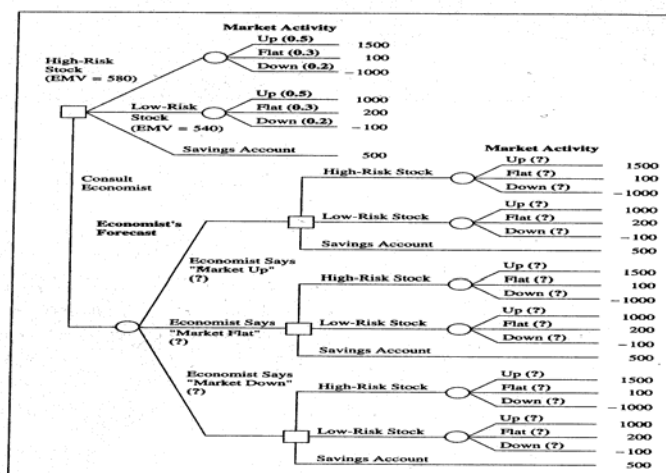 Market Activity
Up (0.5) 1500
High-Risk Flat (0.3) 100
Stock Down (0.2) -1000
(EMV = 580)
Up (0.5) 1000
Low-Risk Flat (0.3) 200
Stock Down (0.2) -100
(EMV = 540)
Savings Account 500
Market Activity
Consult
Economist
High-Risk Stock Up (?) 1500
Flat (?) 100
Down (?) -1000
Economist's
Forecast
Low-Risk Stock Up (?) 1000
Flat (?) 200
Down (?) -100
Savings Account 500
Economist Says
"Market Up"
(?)
High-Risk Stock Up (?) 1500
Flat (?) 100
Down (?) -1000
Economist Says
"Market Flat"
(?)
Low-Risk Stock Up (?) 1000
Flat (?) 200
Down (?) -100
Savings Account 500
Economist Says
"Market Down"
(?)
High-Risk Stock Up (?) 1500
Flat (?) 100
Down (?) -1000
Low-Risk Stock Up (?) 1000
Flat (?) 200
Down (?) -100
Savings Account 500